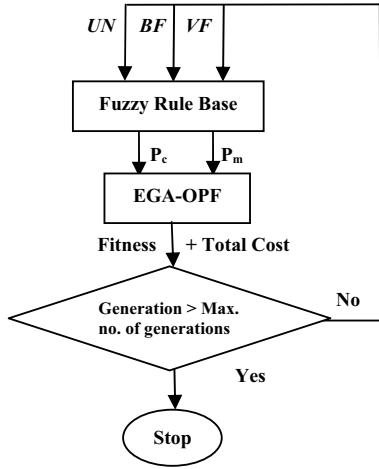 UN BF VF
Fuzzy Rule Base
Pc Pm
EGA-OPF
Fitness + Total Cost
Generation > Max.
no. of generations
No
Yes
Stop